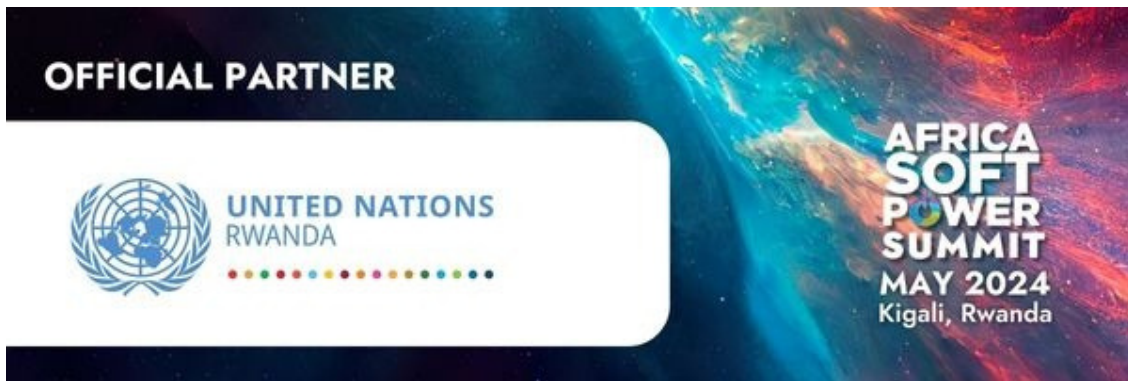 OFFICIAL PARTNER
UNITED NATIONS
RWANDA
AFRICA
SOFT
POWER
SUMMIT
MAY 2024
Kigali, Rwanda